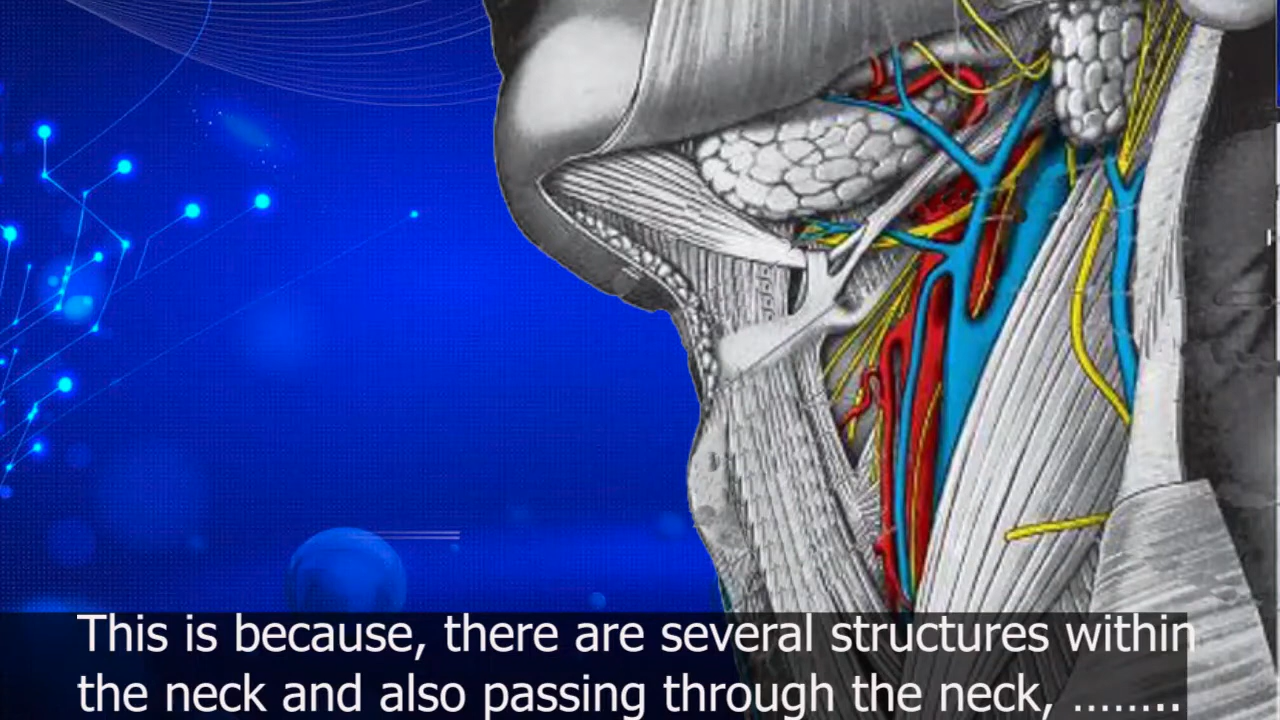 This is because, there are several structures within
the neck and also passing through the neck, ........